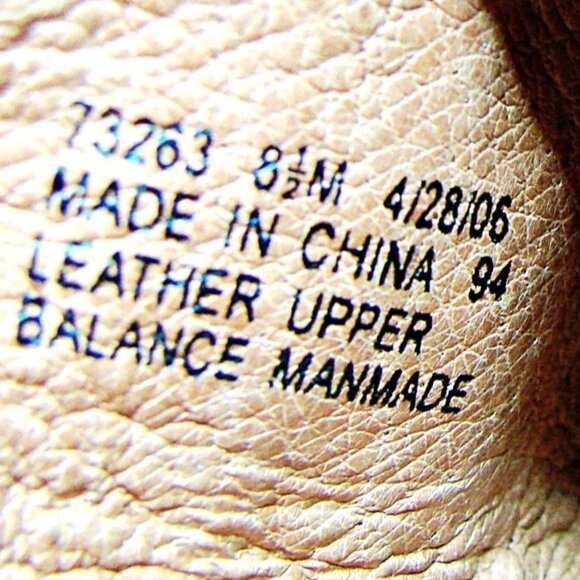 73263 8½M 4/28/06
MADE IN CHINA 94
LEATHER UPPER
BALANCE MANMADE